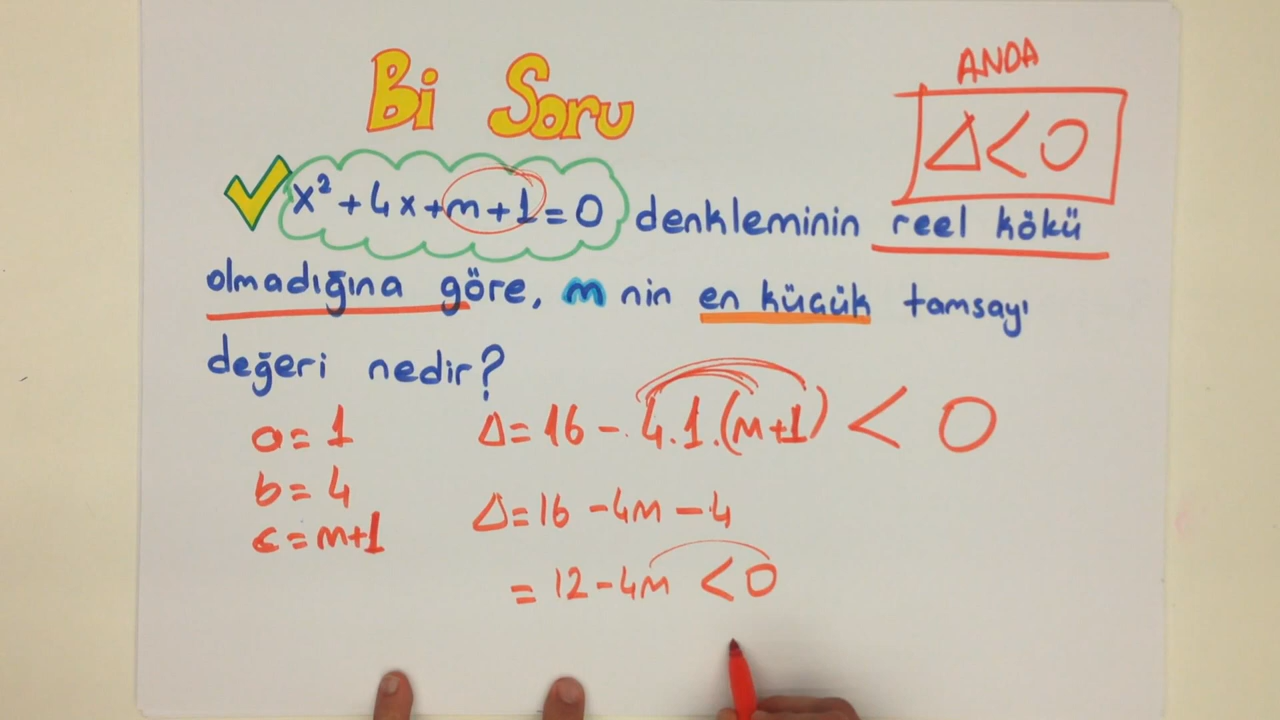 Bi Soru
ANDA
Δ<0
x² + 4x + m+1 = 0 denkleminin reel kökü
olmadığına göre, m nin en küçük tamsayı
değeri nedir?
a = 1
b = 4
c = m+1
Δ = 16 - 4.1.(m+1) < 0
Δ = 16 - 4m - 4
= 12 - 4m < 0